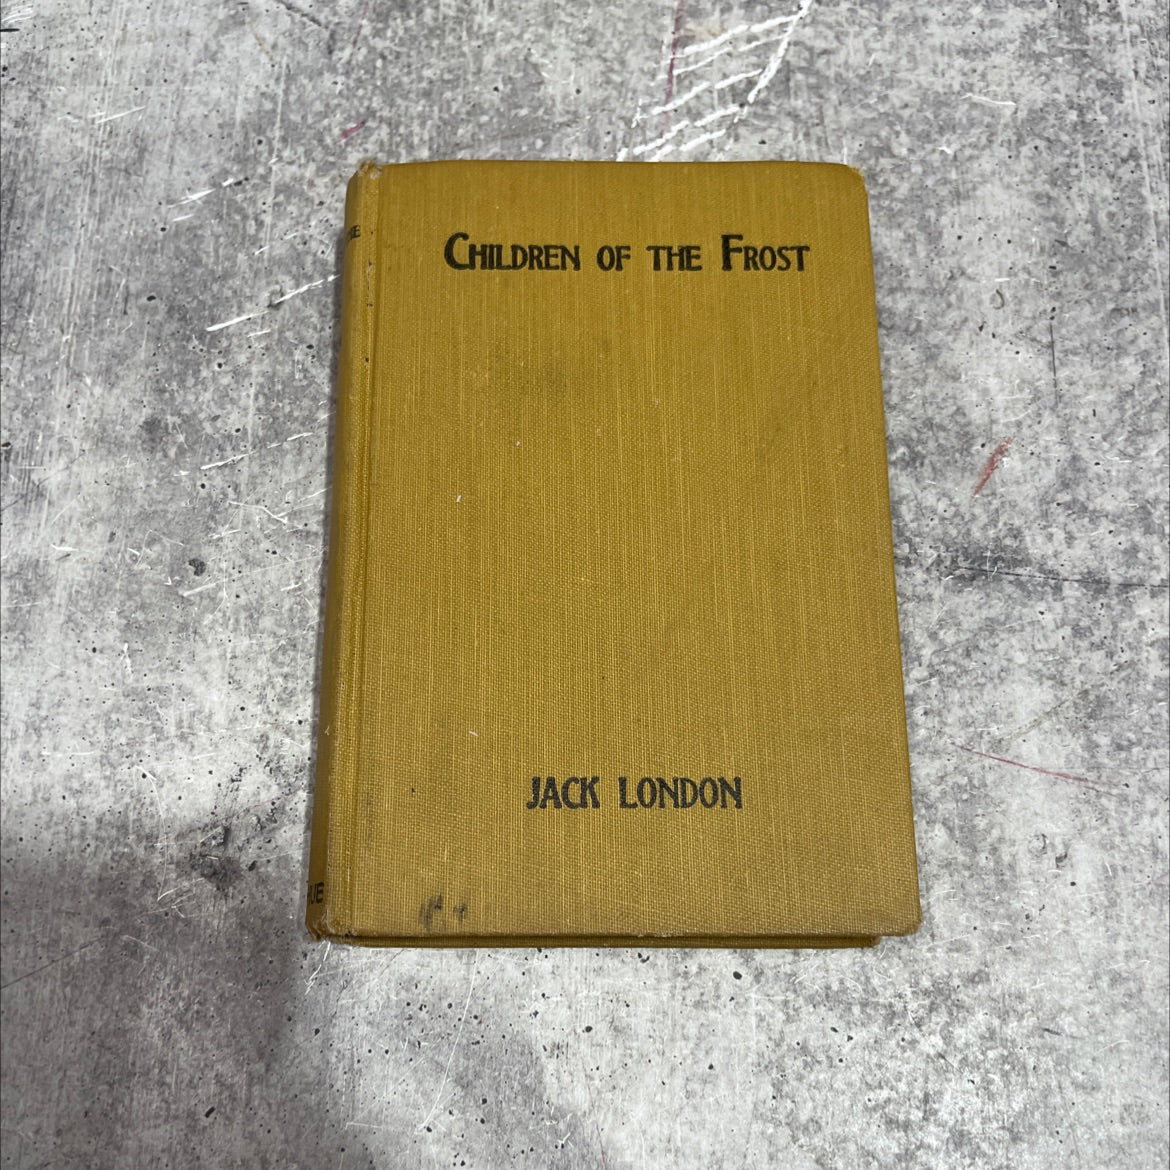 CHILDREN OF THE FROST
JACK LONDON